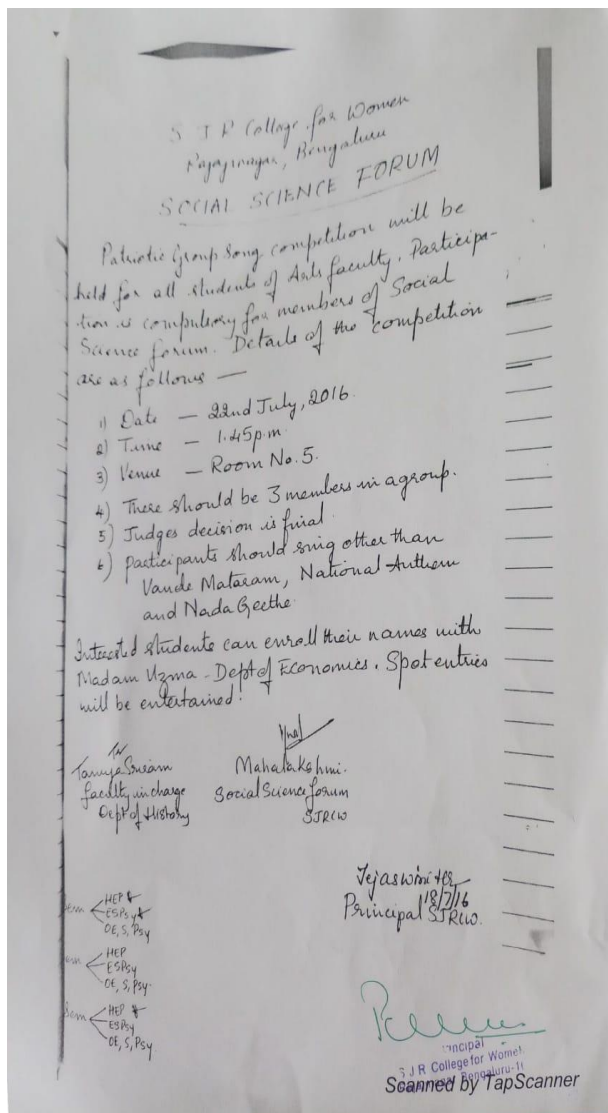 S J R College for Women
Rajajinagar, Bengaluru
SOCIAL SCIENCE FORUM
Patriotic Group Song competition will be
held for all students of Arts faculty. Participa-
tion is compulsory for members of Social
Science forum. Details of the competition
are as follows —
1) Date — 22nd July, 2016.
2) Time — 1.45 p.m
3) Venue — Room No. 5.
4) There should be 3 members in a group.
5) Judges decision is final.
6) participants should sing other than
Vande Mataram, National Anthem
and Nada Geethe.
Interested students can enroll their names with
Madam Uzma - Dept of Economics. Spot entries
will be entertained.
Tanuja Sriram
faculty in charge
Dept of History
Mahalakshmi.
Social Science forum
SJRCW
Principal 18/7/16
SJRCW.
HEP
ESPsy
OE, S, Psy
HEP
ESPsy
OE, S, Psy
Sem HEP
ESPsy
OE, S, Psy.
S J R College for Women
Bengaluru
Scanned by TapScanner